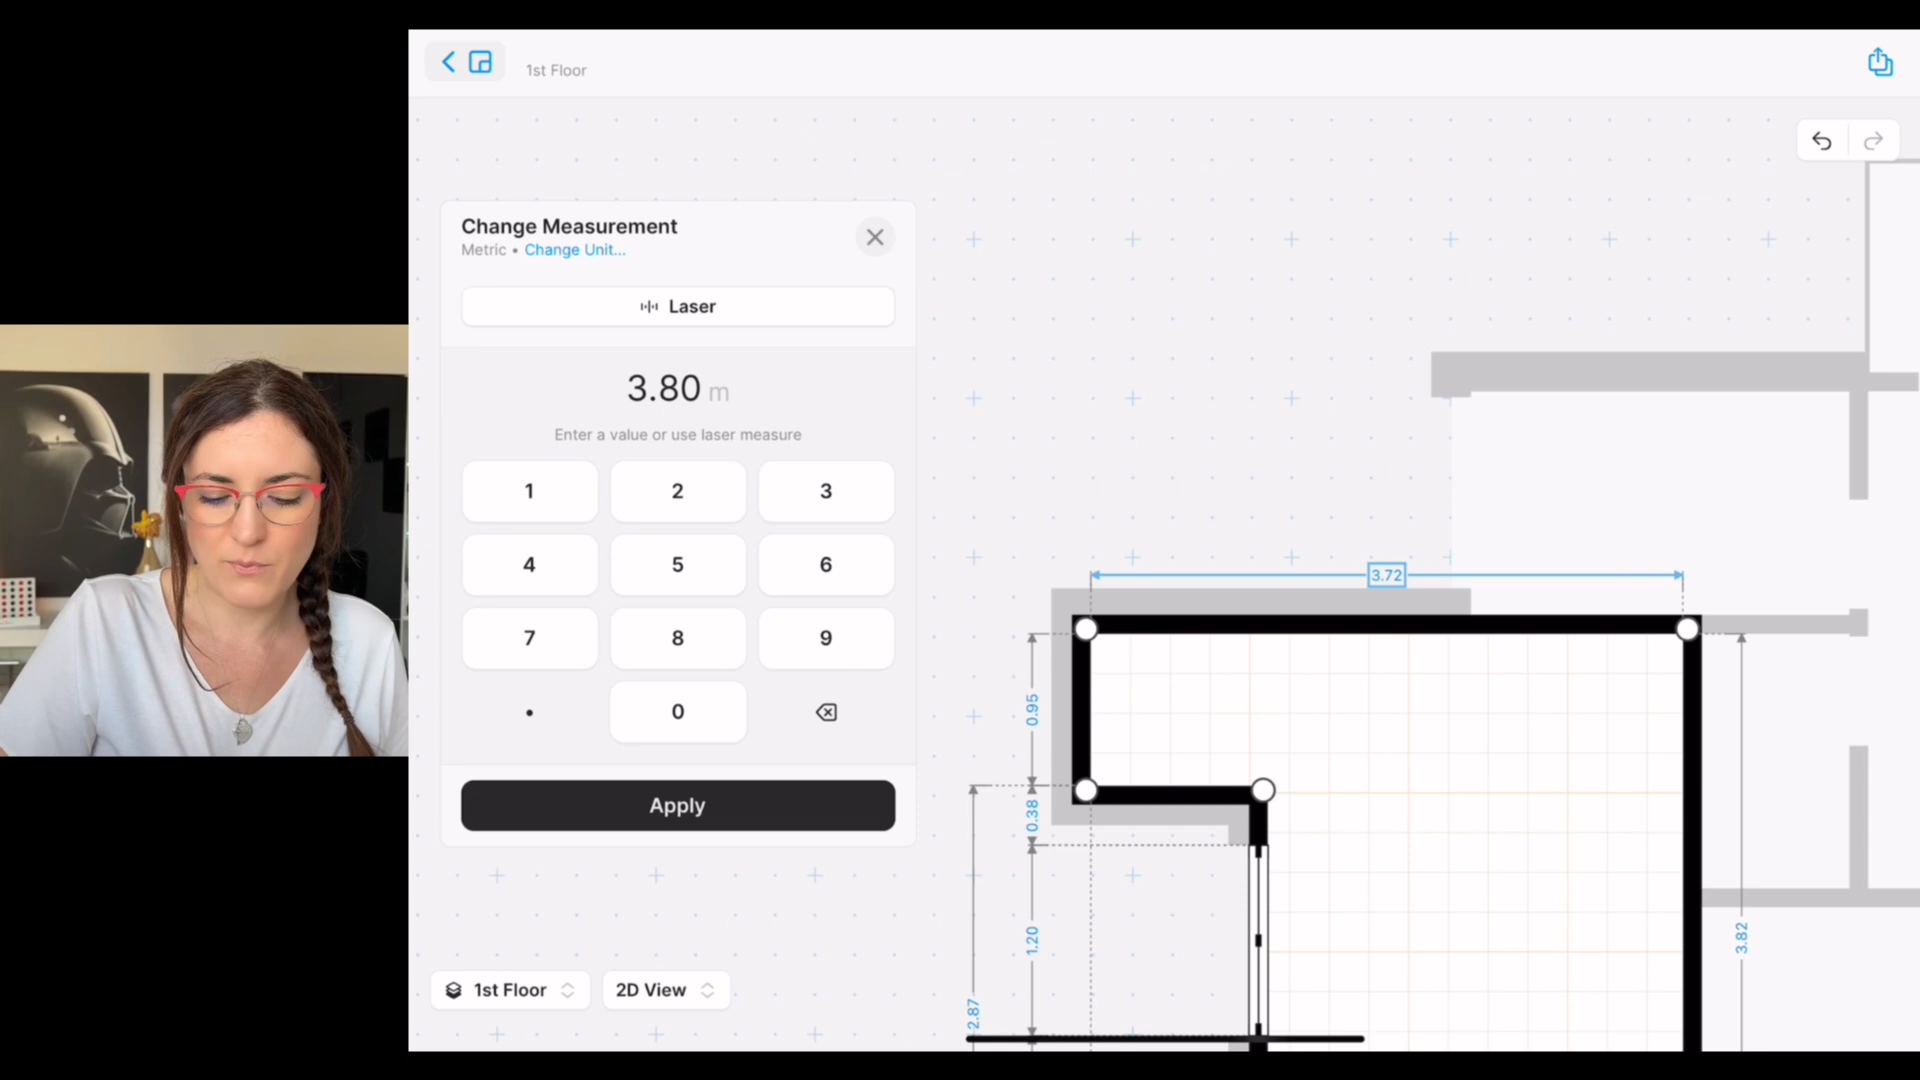 1st Floor
Change Measurement
Metric • Change Unit...
Laser
3.80 m
Enter a value or use laser measure
1 2 3
4 5 6
7 8 9
. 0
Apply
1st Floor
2D View
3.72
0.95
0.38
1.20
2.87
3.82